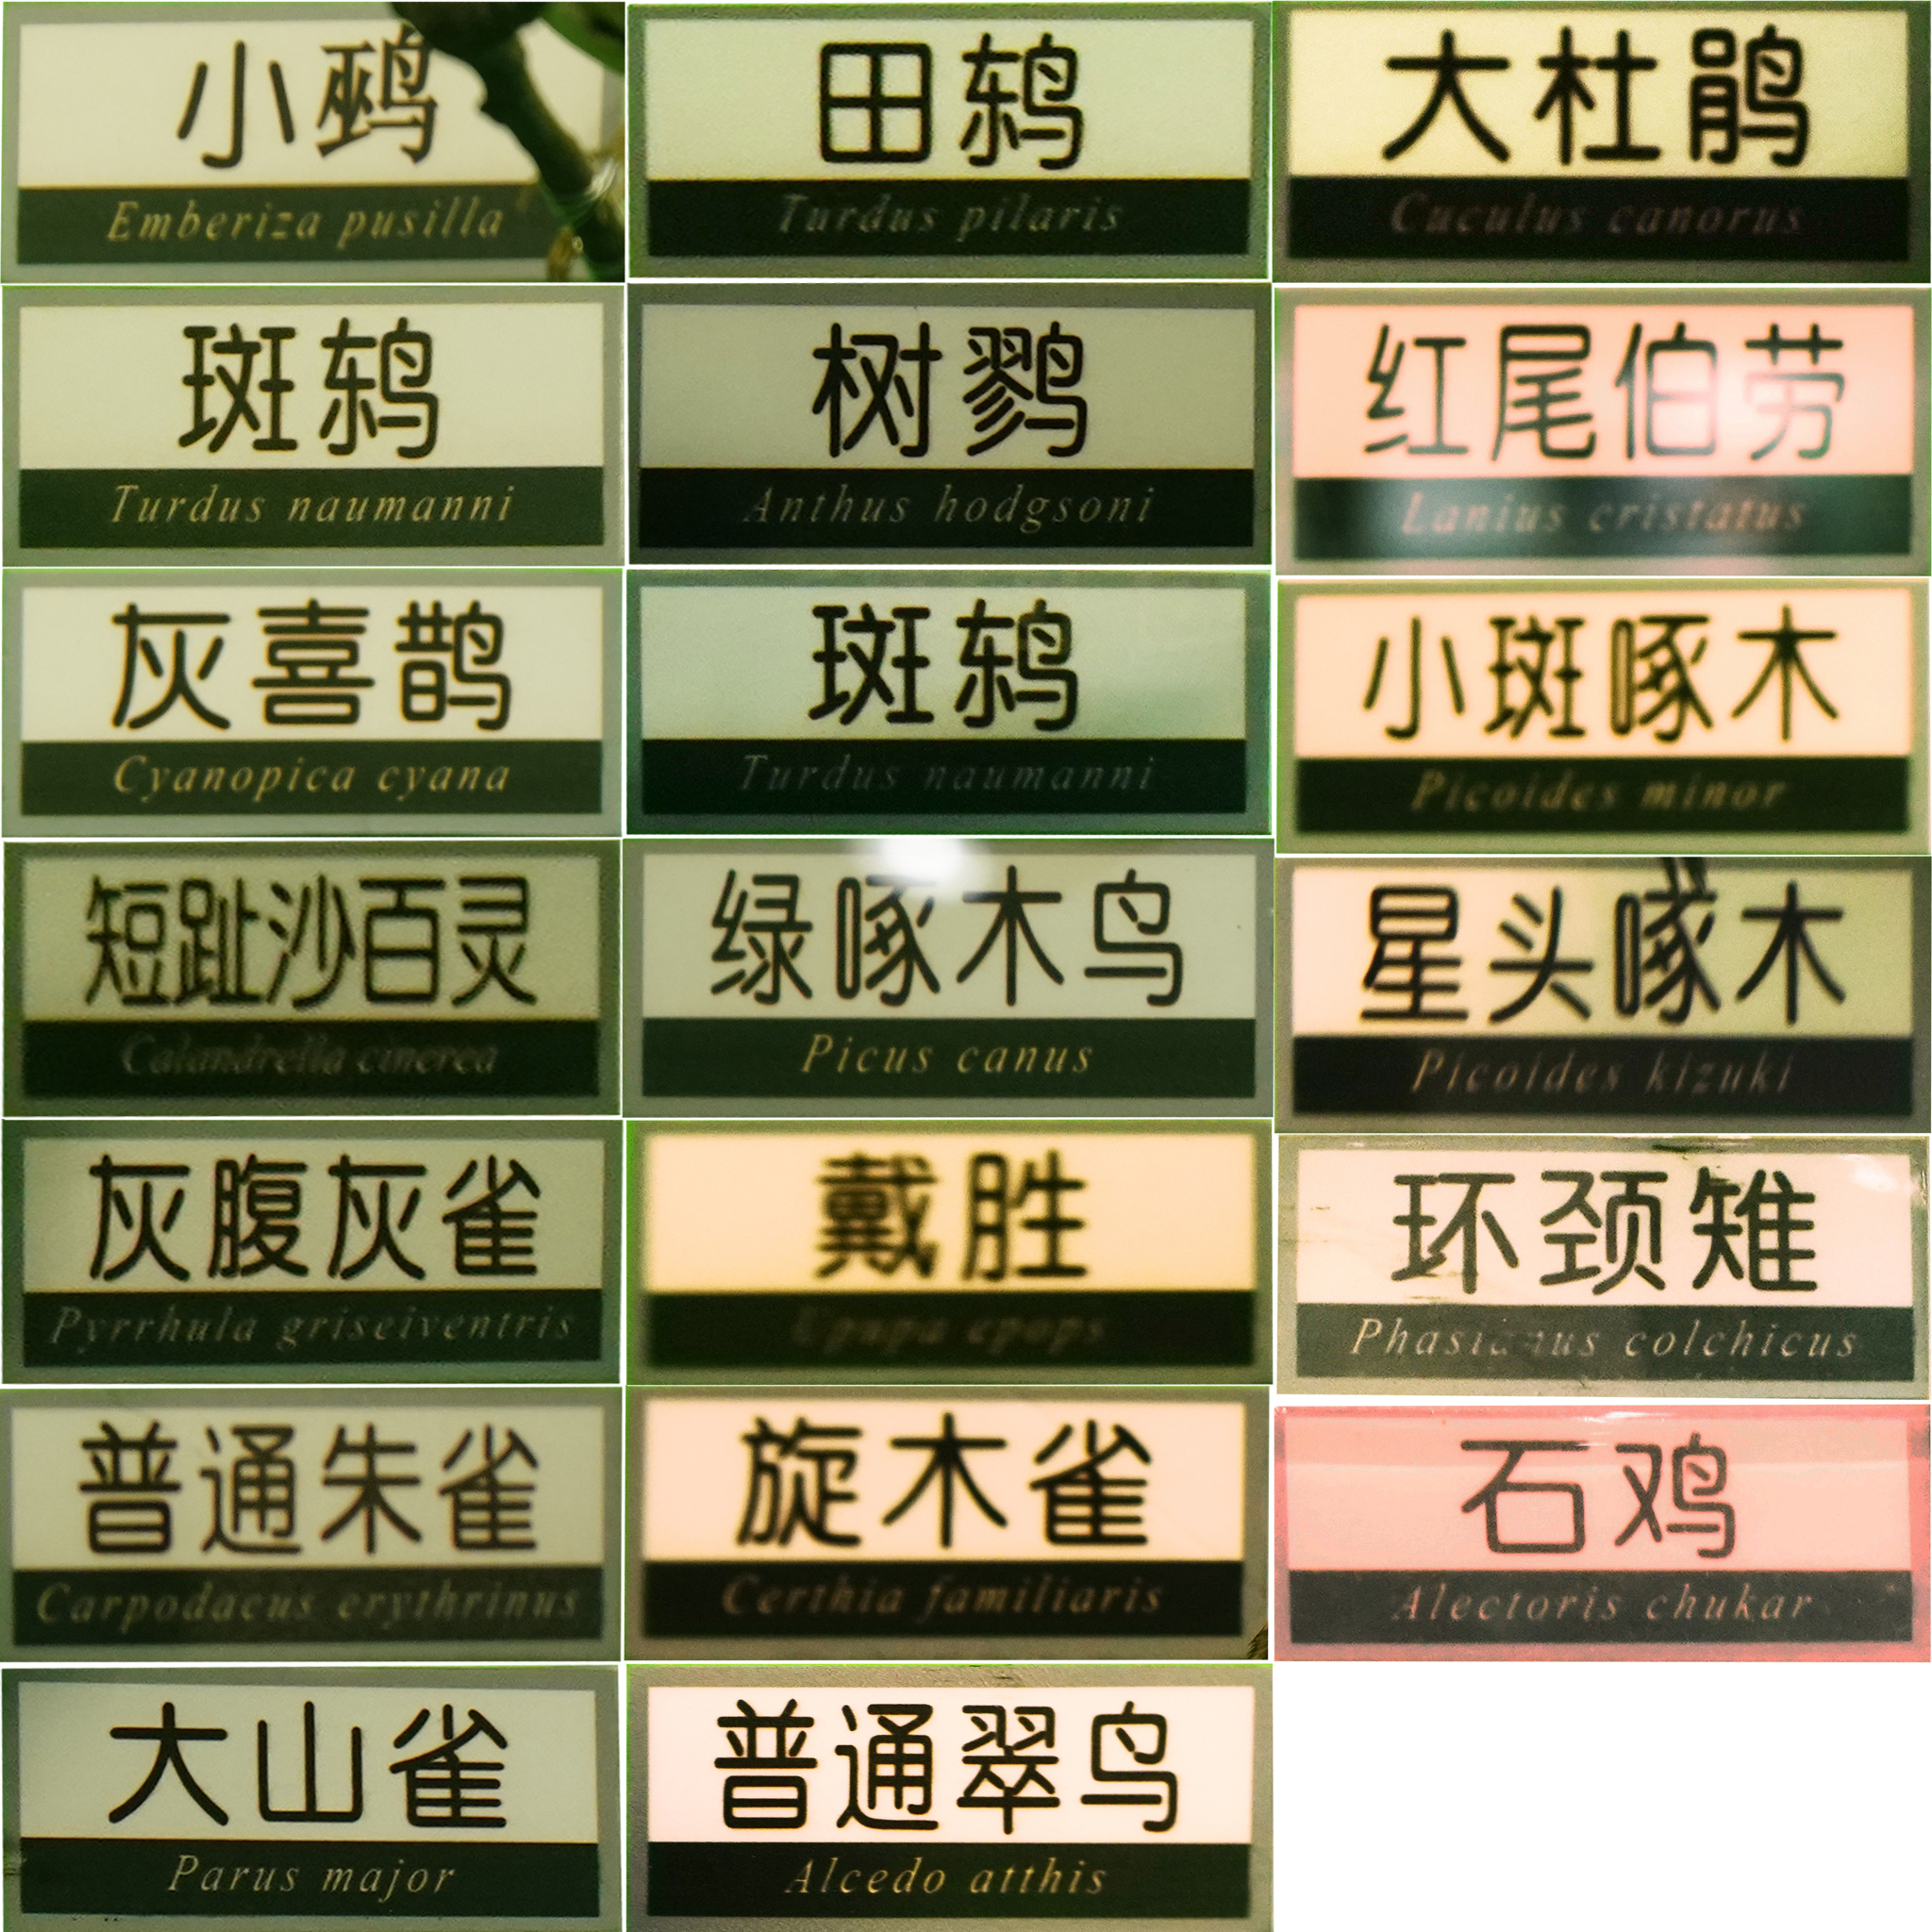 小鹀
Emberiza pusilla
田鸫
Turdus pilaris
大杜鹃
Cuculus canorus
斑鸫
Turdus naumanni
树鹨
Anthus hodgsoni
红尾伯劳
Lanius cristatus
灰喜鹊
Cyanopica cyana
斑鸫
Turdus naumanni
小斑啄木
Picoides minor
短趾沙百灵
Calandrella cinerea
绿啄木鸟
Picus canus
星头啄木
Picoides kizuki
灰腹灰雀
Pyrrhula griseiventris
戴胜
Upupa epops
环颈雉
Phasianus colchicus
普通朱雀
Carpodacus erythrinus
旋木雀
Certhia familiaris
石鸡
Alectoris chukar
大山雀
Parus major
普通翠鸟
Alcedo atthis